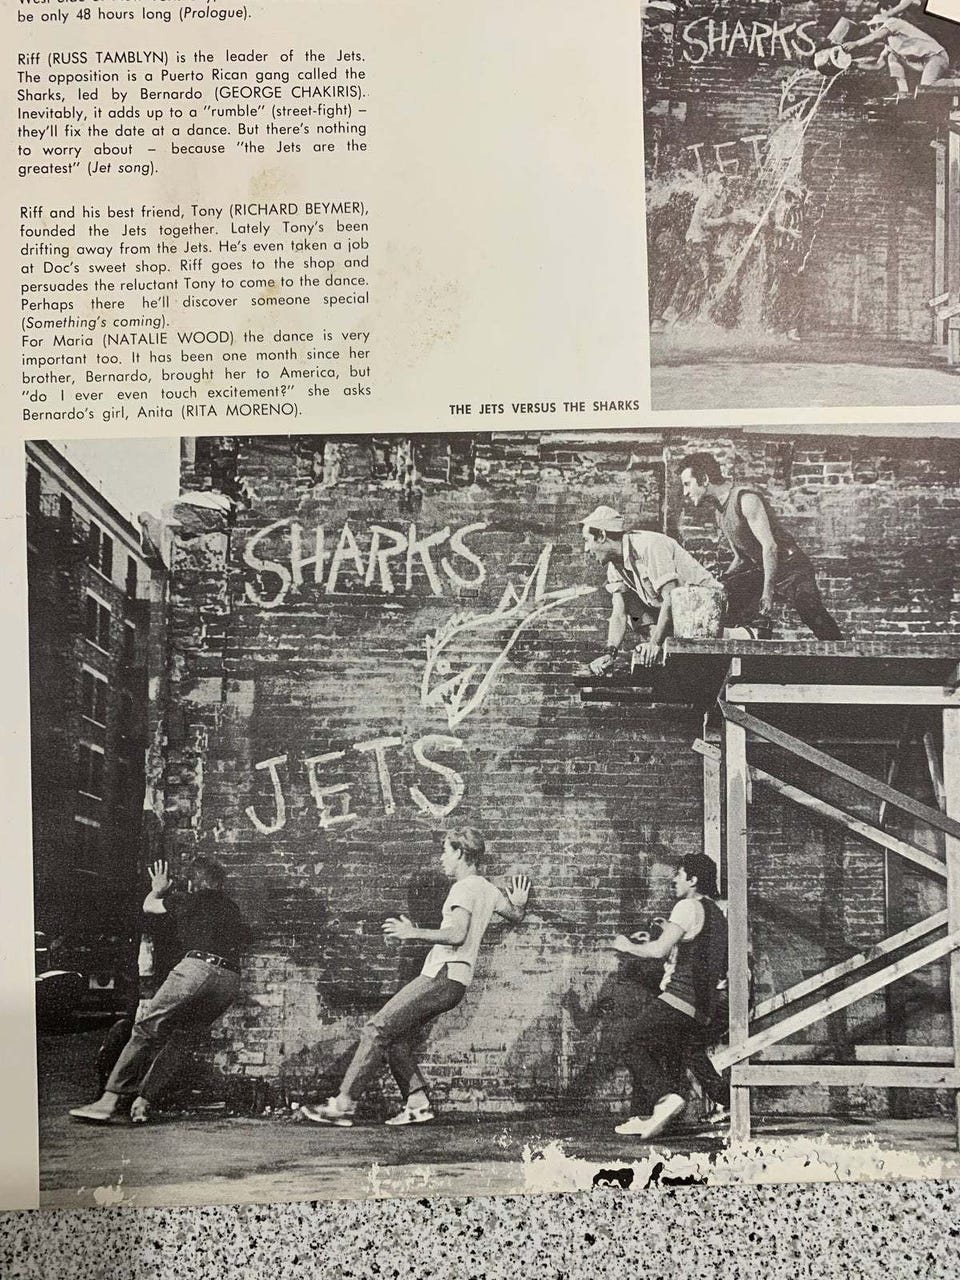 be only 48 hours long (Prologue).
Riff (RUSS TAMBLYN) is the leader of the Jets.
The opposition is a Puerto Rican gang called the
Sharks, led by Bernardo (GEORGE CHAKIRIS).
Inevitably, it adds up to a "rumble" (street-fight) –
they'll fix the date at a dance. But there's nothing
to worry about – because "the Jets are the
greatest" (Jet song).
Riff and his best friend, Tony (RICHARD BEYMER),
founded the Jets together. Lately Tony's been
drifting away from the Jets. He's even taken a job
at Doc's sweet shop. Riff goes to the shop and
persuades the reluctant Tony to come to the dance.
Perhaps there he'll discover someone special
(Something's coming).
For Maria (NATALIE WOOD) the dance is very
important too. It has been one month since her
brother, Bernardo, brought her to America, but
"do I ever even touch excitement?" she asks
Bernardo's girl, Anita (RITA MORENO).
SHARKS
JET
THE JETS VERSUS THE SHARKS
SHARKS
JETS